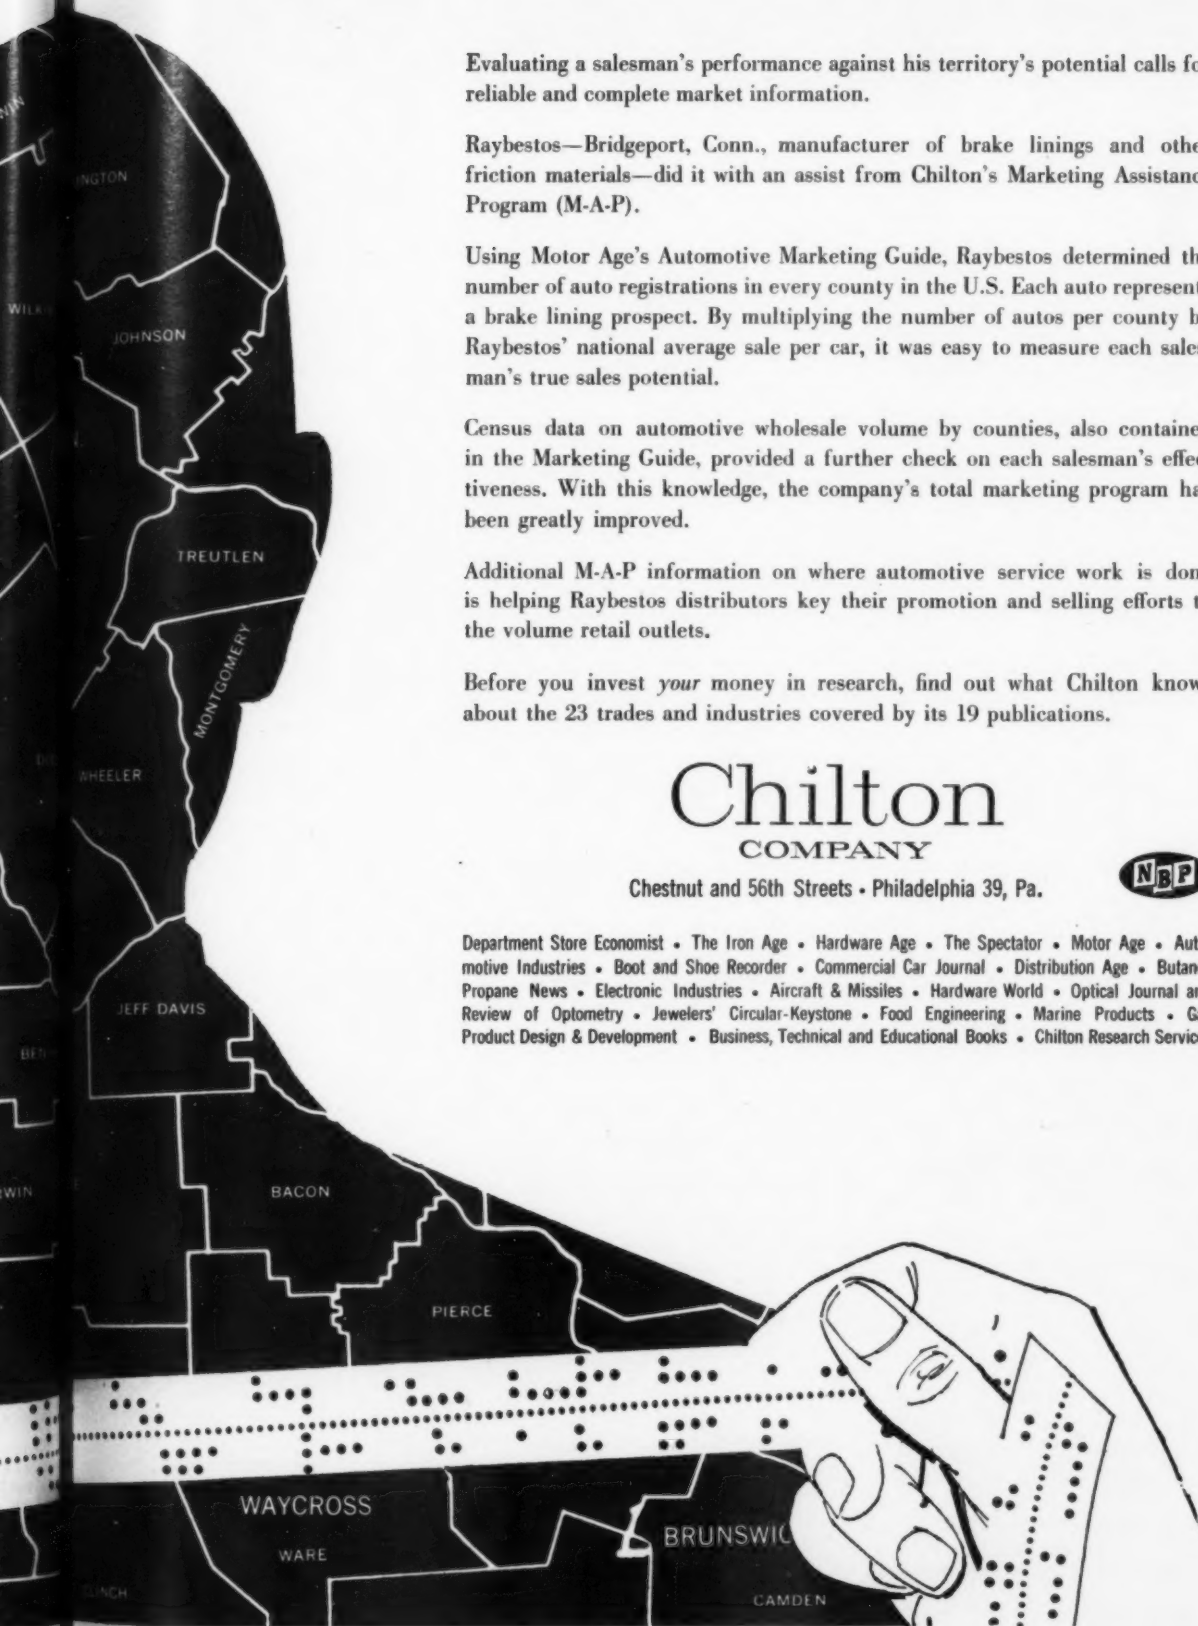 Evaluating a salesman's performance against his territory's potential calls fo
reliable and complete market information.
Raybestos—Bridgeport, Conn., manufacturer of brake linings and othe
friction materials—did it with an assist from Chilton's Marketing Assistanc
Program (M-A-P).
Using Motor Age's Automotive Marketing Guide, Raybestos determined th
number of auto registrations in every county in the U.S. Each auto represent
a brake lining prospect. By multiplying the number of autos per county b
Raybestos' national average sale per car, it was easy to measure each sales
man's true sales potential.
Census data on automotive wholesale volume by counties, also containe
in the Marketing Guide, provided a further check on each salesman's effec
tiveness. With this knowledge, the company's total marketing program ha
been greatly improved.
Additional M-A-P information on where automotive service work is don
is helping Raybestos distributors key their promotion and selling efforts t
the volume retail outlets.
Before you invest your money in research, find out what Chilton know
about the 23 trades and industries covered by its 19 publications.
Chilton
COMPANY
Chestnut and 56th Streets • Philadelphia 39, Pa.
NBP
Department Store Economist • The Iron Age • Hardware Age • The Spectator • Motor Age • Aut
motive Industries • Boot and Shoe Recorder • Commercial Car Journal • Distribution Age • Butan
Propane News • Electronic Industries • Aircraft & Missiles • Hardware World • Optical Journal an
Review of Optometry • Jewelers' Circular-Keystone • Food Engineering • Marine Products • Ga
Product Design & Development • Business, Technical and Educational Books • Chilton Research Servic
NGTON
WILK
JOHNSON
TREUTLEN
MONTGOMERY
WHEELER
JEFF DAVIS
BEN
RWIN
BACON
PIERCE
WAYCROSS
WARE
BRUNSWIC
CLINCH
CAMDEN